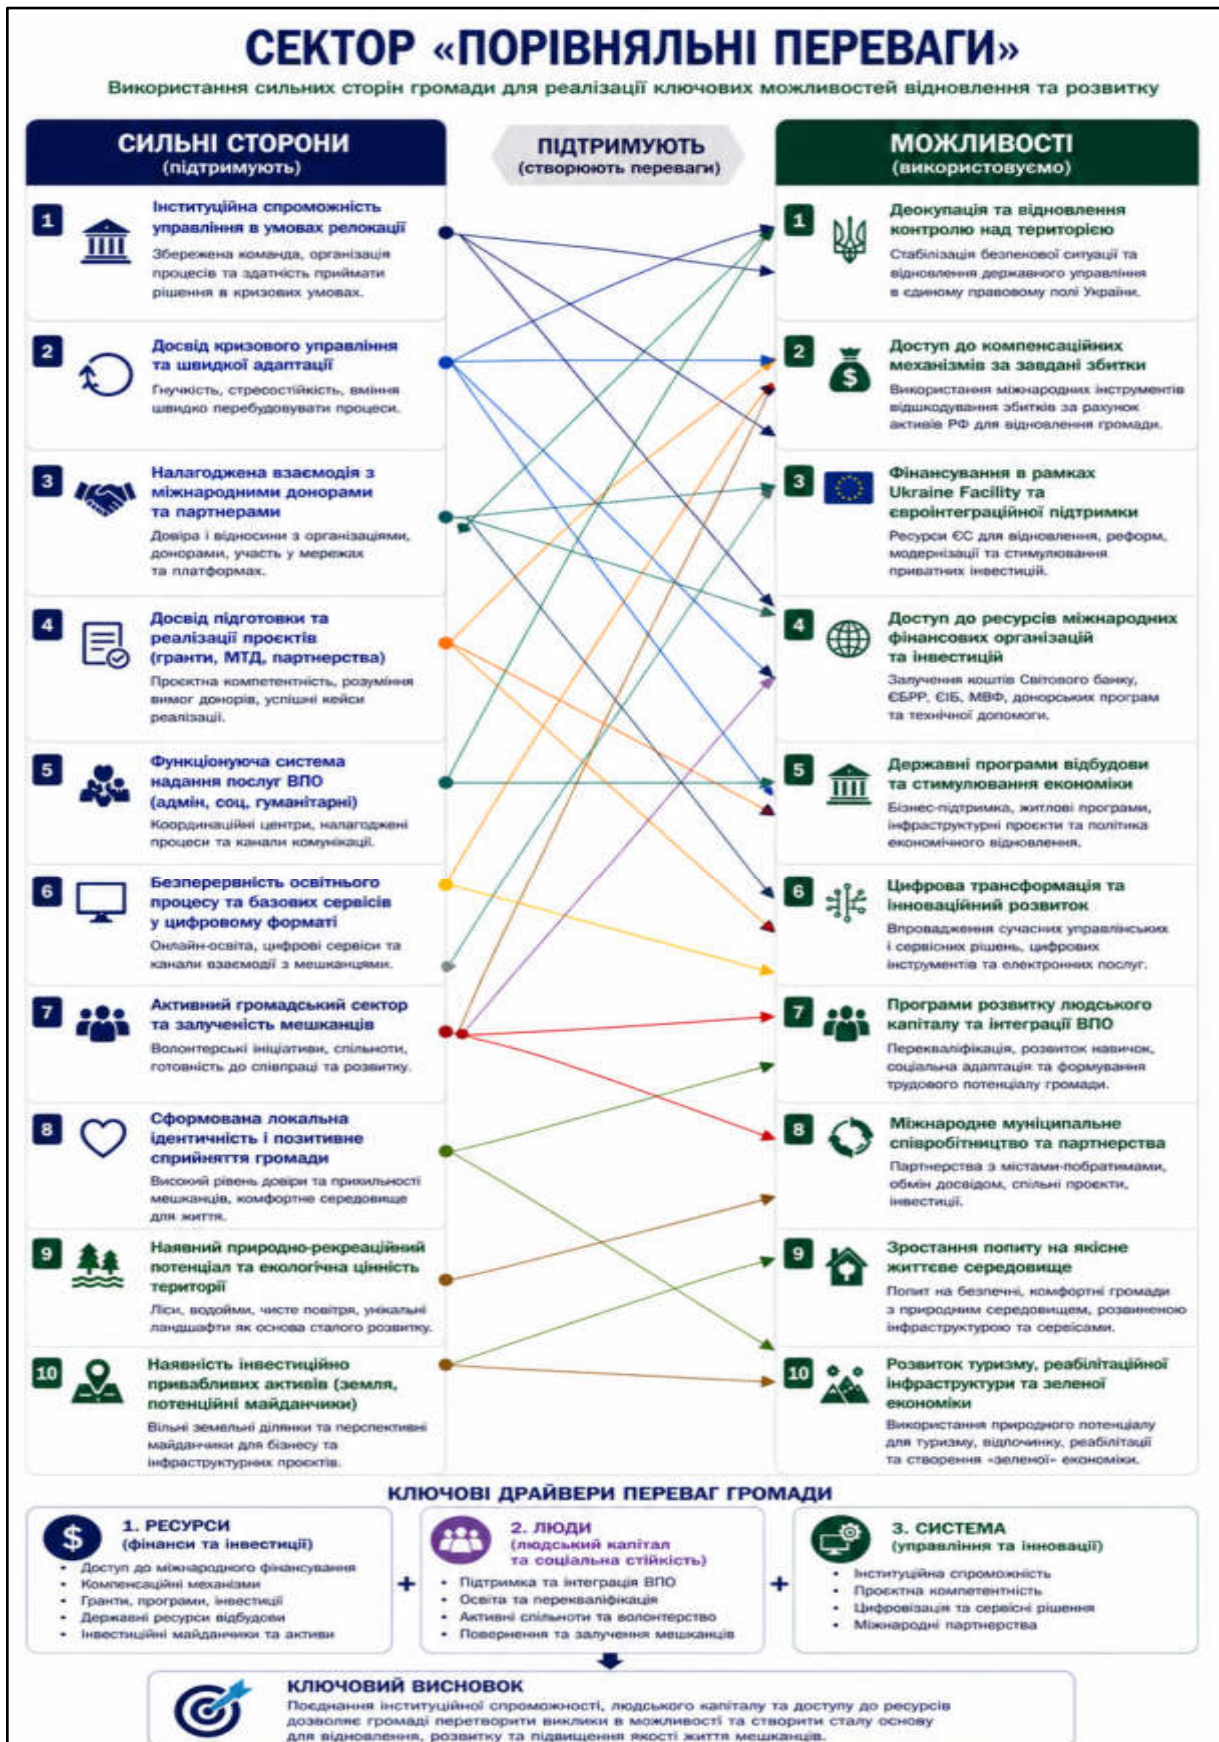 СЕКТОР «ПОРІВНЯЛЬНІ ПЕРЕВАГИ»
Використання сильних сторін громади для реалізації ключових можливостей відновлення та розвитку
СИЛЬНІ СТОРОНИ
(підтримують)
1
Інституційна спроможність
управління в умовах релокації
Збережена команда, організація
процесів та здатність приймати
рішення в кризових умовах.
2
Досвід кризового управління
та швидкої адаптації
Гнучкість, стресостійкість, вміння
швидко перебудовувати процеси.
3
Налагоджена взаємодія з
міжнародними донорами
та партнерами
Довіра і відносини з організаціями,
донорами, участь у мережах
та платформах.
4
Досвід підготовки та
реалізації проєктів
(гранти, МТД, партнерства)
Проєктна компетентність, розуміння
вимог донорів, успішні кейси
реалізації.
5
Функціонуюча система
надання послуг ВПО
(адмін, соц, гуманітарні)
Координаційні центри, налагоджені
процеси та канали комунікації.
6
Безперервність освітнього
процесу та базових сервісів
у цифровому форматі
Онлайн-освіта, цифрові сервіси та
канали взаємодії з мешканцями.
7
Активний громадський сектор
та залученість мешканців
Волонтерські ініціативи, спільноти,
готовність до співпраці та розвитку.
8
Сформована локальна
ідентичність і позитивне
сприйняття громади
Високий рівень довіри та прихильності
мешканців, комфортне середовище
для життя.
9
Наявний природно-рекреаційний
потенціал та екологічна цінність
території
Ліси, водойми, чисте повітря, унікальні
ландшафти як основа сталого розвитку.
10
Наявність інвестиційно
привабливих активів (земля,
потенційні майданчики)
Вільні земельні ділянки та перспективні
майданчики для бізнесу та
інфраструктурних проєктів.
ПІДТРИМУЮТЬ
(створюють переваги)
МОЖЛИВОСТІ
(використовуємо)
1
Деокупація та відновлення
контролю над територією
Стабілізація безпекової ситуації та
відновлення державного управління
в єдиному правовому полі України.
2
Доступ до компенсаційних
механізмів за завдані збитки
Використання міжнародних інструментів
відшкодування збитків за рахунок
активів РФ для відновлення громади.
3
Фінансування в рамках
Ukraine Facility та
євроінтеграційної підтримки
Ресурси ЄС для відновлення, реформ,
модернізації та стимулювання
приватних інвестицій.
4
Доступ до ресурсів міжнародних
фінансових організацій
та інвестицій
Залучення коштів Світового банку,
ЄБРР, ЄІБ, МВФ, донорських програм
та технічної допомоги.
5
Державні програми відбудови
та стимулювання економіки
Бізнес-підтримка, житлові програми,
інфраструктурні проєкти та політика
економічного відновлення.
6
Цифрова трансформація та
інноваційний розвиток
Впровадження сучасних управлінських
і сервісних рішень, цифрових
інструментів та електронних послуг.
7
Програми розвитку людського
капіталу та інтеграції ВПО
Перекваліфікація, розвиток навичок,
соціальна адаптація та формування
трудового потенціалу громади.
8
Міжнародне муніципальне
співробітництво та партнерства
Партнерства з містами-побратимами,
обмін досвідом, спільні проєкти,
інвестиції.
9
Зростання попиту на якісне
життєве середовище
Попит на безпечні, комфортні громади
з природним середовищем, розвиненою
інфраструктурою та сервісами.
10
Розвиток туризму, реабілітаційної
інфраструктури та зеленої
економіки
Використання природного потенціалу
для туризму, відпочинку, реабілітації
та створення «зеленої» економіки.
КЛЮЧОВІ ДРАЙВЕРИ ПЕРЕВАГ ГРОМАДИ
$
1. РЕСУРСИ
(фінанси та інвестиції)
• Доступ до міжнародного фінансування
• Компенсаційні механізми
• Гранти, програми, інвестиції
• Державні ресурси відбудови
• Інвестиційні майданчики та активи
+
2. ЛЮДИ
(людський капітал
та соціальна стійкість)
• Підтримка та інтеграція ВПО
• Освіта та перекваліфікація
• Активні спільноти та волонтерство
• Повернення та залучення мешканців
+
3. СИСТЕМА
(управління та інновації)
• Інституційна спроможність
• Проєктна компетентність
• Цифровізація та сервісні рішення
• Міжнародні партнерства
КЛЮЧОВИЙ ВИСНОВОК
Поєднання інституційної спроможності, людського капіталу та доступу до ресурсів
дозволяє громаді перетворити виклики в можливості та створити сталу основу
для відновлення, розвитку та підвищення якості життя мешканців.